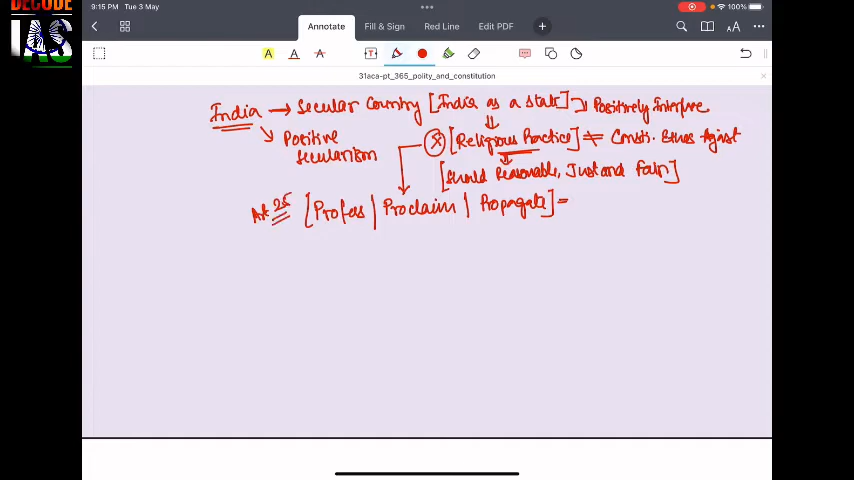 DECODE
IAS
9:15 PM Tue 3 May
100%
Annotate Fill & Sign Red Line Edit PDF
31aca-pt_365_polity_and_constitution
India → Secular Country [India as a state] → Positively Interfere
Positive Secularism
X [Religious Practice] ≠ Consti. Ethos Against
[Should Reasonable, Just and Fair]
Art 25 [Profess | Proclaim | Propagate] =